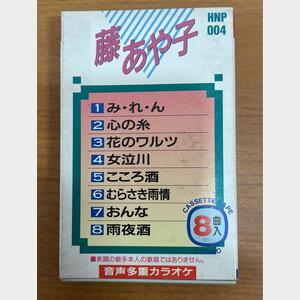 藤あや子
HNP
004
1 み・れ・ん
2 心の糸
3 花のワルツ
4 女泣川
5 こころ酒
6 むらさき雨情
7 おんな
8 雨夜酒
CASSETTE TAPE
8曲入
■表題の歌手本人の歌唱ではありません。
音声多重カラオケ